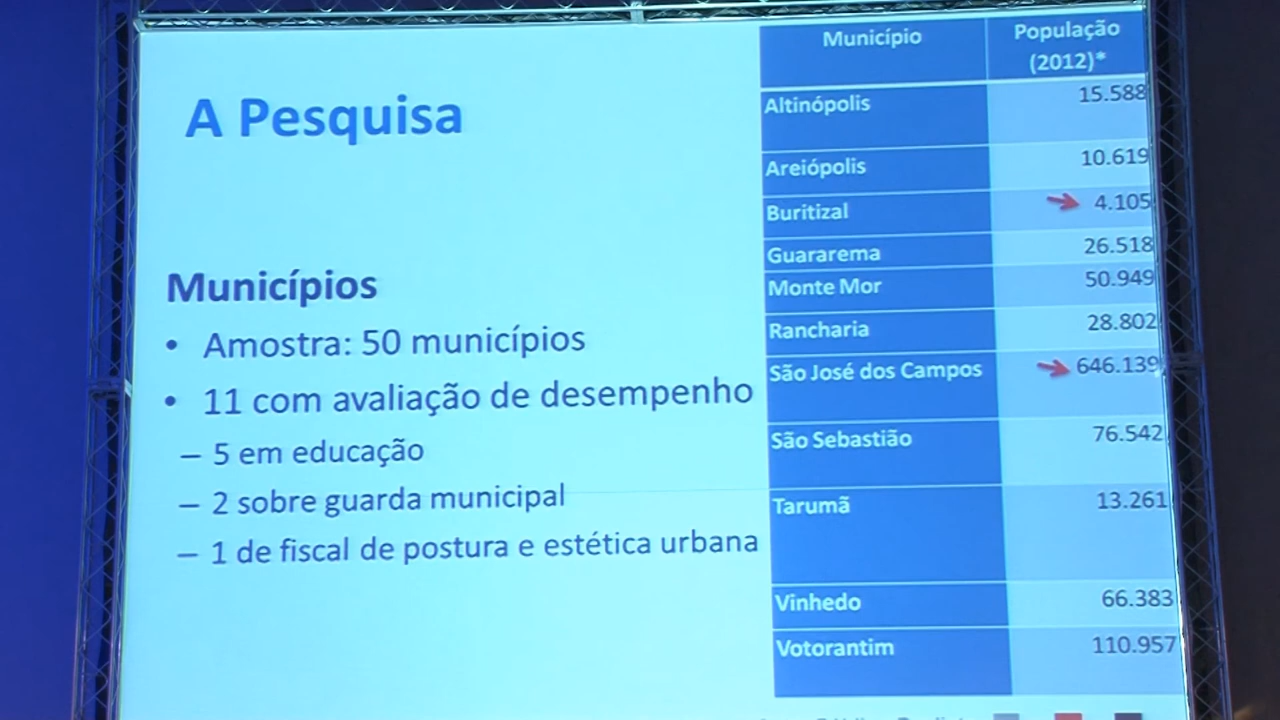 A Pesquisa
Municípios
• Amostra: 50 municípios
• 11 com avaliação de desempenho
– 5 em educação
– 2 sobre guarda municipal
– 1 de fiscal de postura e estética urbana
Município População
(2012)*
Altinópolis 15.588
Areiópolis 10.619
Buritizal 4.105
Guararema 26.518
Monte Mor 50.949
Rancharia 28.802
São José dos Campos 646.139
São Sebastião 76.542
Tarumã 13.261
Vinhedo 66.383
Votorantim 110.957